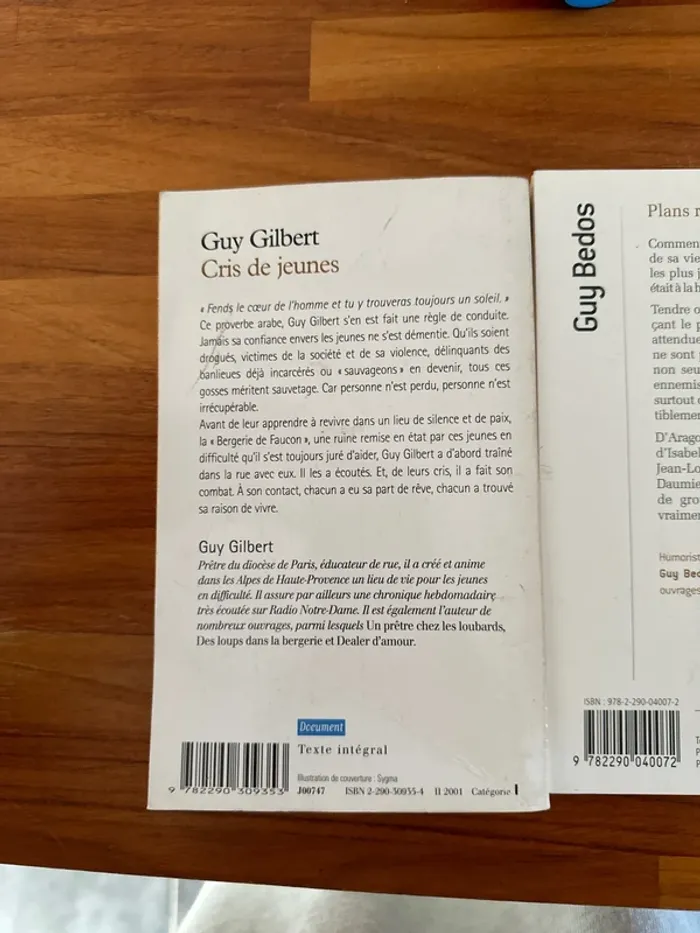 Guy Gilbert
Cris de jeunes
« Fends le cœur de l'homme et tu y trouveras toujours un soleil. »
Ce proverbe arabe, Guy Gilbert s'en est fait une règle de conduite.
Jamais sa confiance envers les jeunes ne s'est démentie. Qu'ils soient
drogués, victimes de la société et de sa violence, délinquants des
banlieues déjà incarcérés ou « sauvageons » en devenir, tous ces
gosses méritent sauvetage. Car personne n'est perdu, personne n'est
irrécupérable.
Avant de leur apprendre à revivre dans un lieu de silence et de paix,
la « Bergerie de Faucon », une ruine remise en état par ces jeunes en
difficulté qu'il s'est toujours juré d'aider, Guy Gilbert a d'abord traîné
dans la rue avec eux. Il les a écoutés. Et, de leurs cris, il a fait son
combat. À son contact, chacun a eu sa part de rêve, chacun a trouvé
sa raison de vivre.
Guy Gilbert
Prêtre du diocèse de Paris, éducateur de rue, il a créé et anime
dans les Alpes de Haute-Provence un lieu de vie pour les jeunes
en difficulté. Il assure par ailleurs une chronique hebdomadaire
très écoutée sur Radio Notre-Dame. Il est également l'auteur de
nombreux ouvrages, parmi lesquels Un prêtre chez les loubards,
Des loups dans la bergerie et Dealer d'amour.
Document
Texte intégral
Illustration de couverture : Sygma
9 782290 309353 J00747 ISBN 2-290-30935-4 II 2001 Catégorie I
Guy Bedos
Plans
Commen
de sa vie
les plus j
était à la h
Tendre o
çant le p
attendue
ne sont
non seu
ennemis
surtout
tiblemen
D'Arago
d'Isabel
Jean-Lo
Daumie
de gro
vraimen
Humorist
Guy Bed
ouvrages
ISBN : 978-2-290-04007-2
9 782290 040072